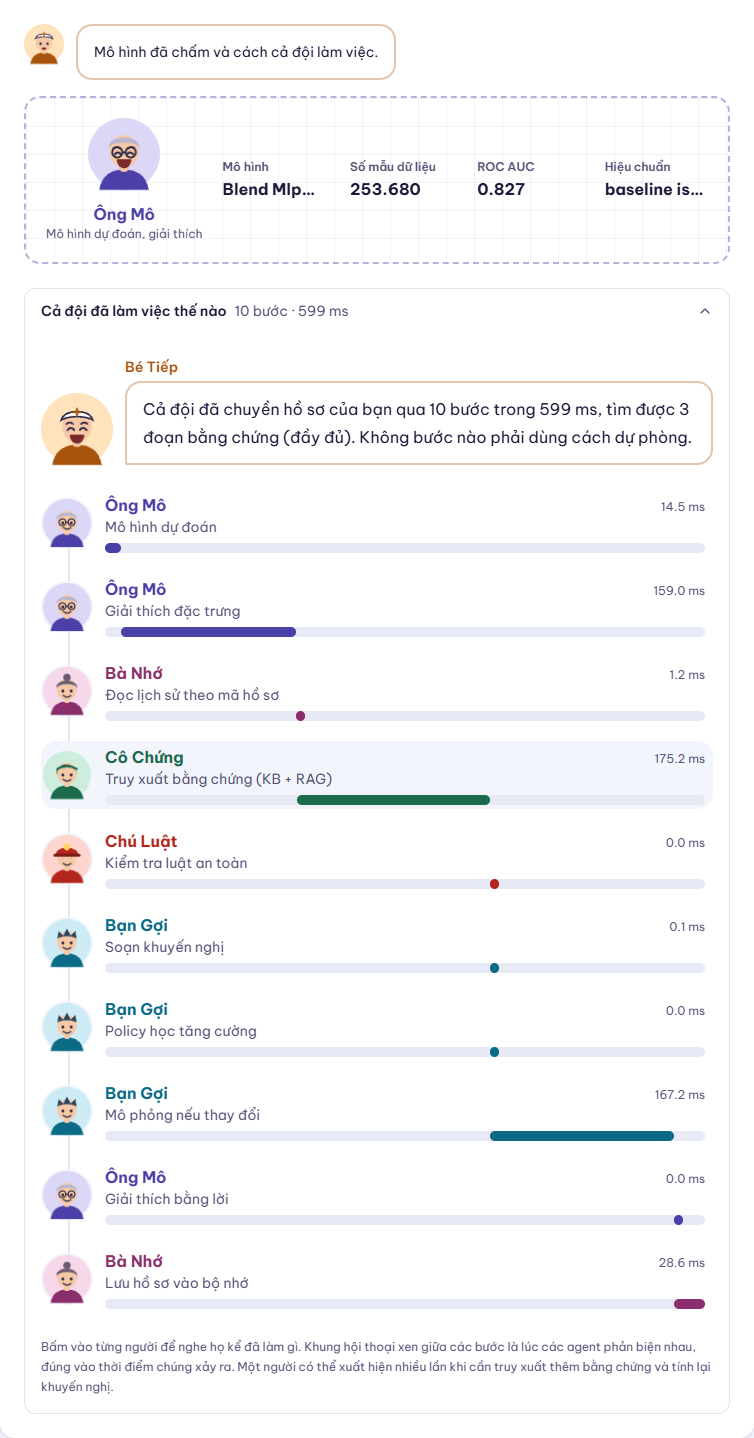 Mô hình đã chấm và cách cả đội làm việc.
Ông Mô
Mô hình dự đoán, giải thích
Mô hình
Blend Mlp...
Số mẫu dữ liệu
253.680
ROC AUC
0.827
Hiệu chuẩn
baseline is...
Cả đội đã làm việc thế nào 10 bước · 599 ms
Bé Tiếp
Cả đội đã chuyền hồ sơ của bạn qua 10 bước trong 599 ms, tìm được 3
đoạn bằng chứng (đầy đủ). Không bước nào phải dùng cách dự phòng.
Ông Mô 14.5 ms
Mô hình dự đoán
Ông Mô 159.0 ms
Giải thích đặc trưng
Bà Nhớ 1.2 ms
Đọc lịch sử theo mã hồ sơ
Cô Chứng 175.2 ms
Truy xuất bằng chứng (KB + RAG)
Chú Luật 0.0 ms
Kiểm tra luật an toàn
Bạn Gợi 0.1 ms
Soạn khuyến nghị
Bạn Gợi 0.0 ms
Policy học tăng cường
Bạn Gợi 167.2 ms
Mô phỏng nếu thay đổi
Ông Mô 0.0 ms
Giải thích bằng lời
Bà Nhớ 28.6 ms
Lưu hồ sơ vào bộ nhớ
Bấm vào từng người để nghe họ kể đã làm gì. Khung hội thoại xen giữa các bước là lúc các agent phản biện nhau,
đúng vào thời điểm chúng xảy ra. Một người có thể xuất hiện nhiều lần khi cần truy xuất thêm bằng chứng và tính lại
khuyến nghị.